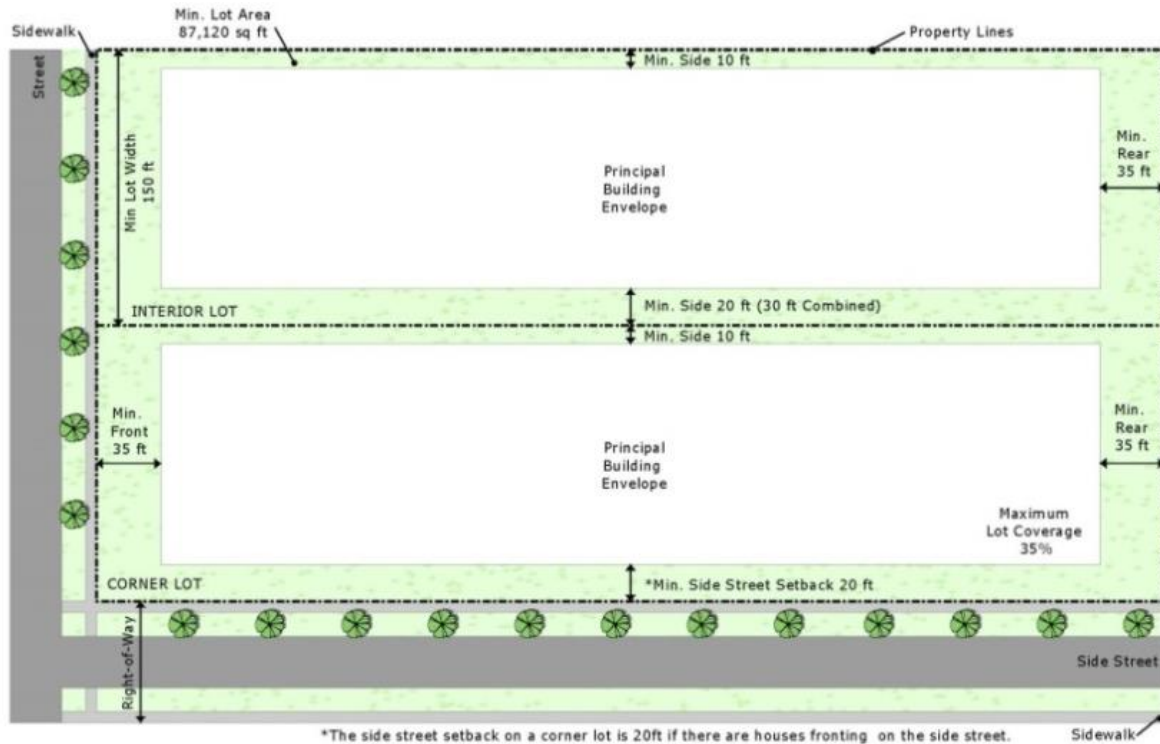 Min. Lot Area
87,120 sq ft
Sidewalk
Property Lines
Street
Min. Side 10 ft
Min Lot Width
150 ft
Principal
Building
Envelope
Min.
Rear
35 ft
INTERIOR LOT
Min. Side 20 ft (30 ft Combined)
Min. Side 10 ft
Min.
Front
35 ft
Principal
Building
Envelope
Min.
Rear
35 ft
Maximum
Lot Coverage
35%
CORNER LOT
*Min. Side Street Setback 20 ft
Right-of-Way
Side Street
*The side street setback on a corner lot is 20ft if there are houses fronting on the side street.
Sidewalk